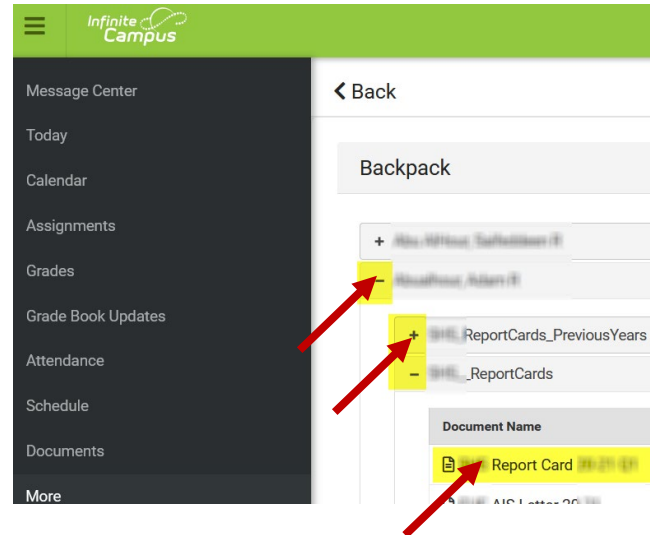 Infinite
Campus
Message Center
Today
Calendar
Assignments
Grades
Grade Book Updates
Attendance
Schedule
Documents
More
Back
Backpack
+
−
+ ReportCards_PreviousYears
− _ReportCards
Document Name
Report Card
AIS Letter